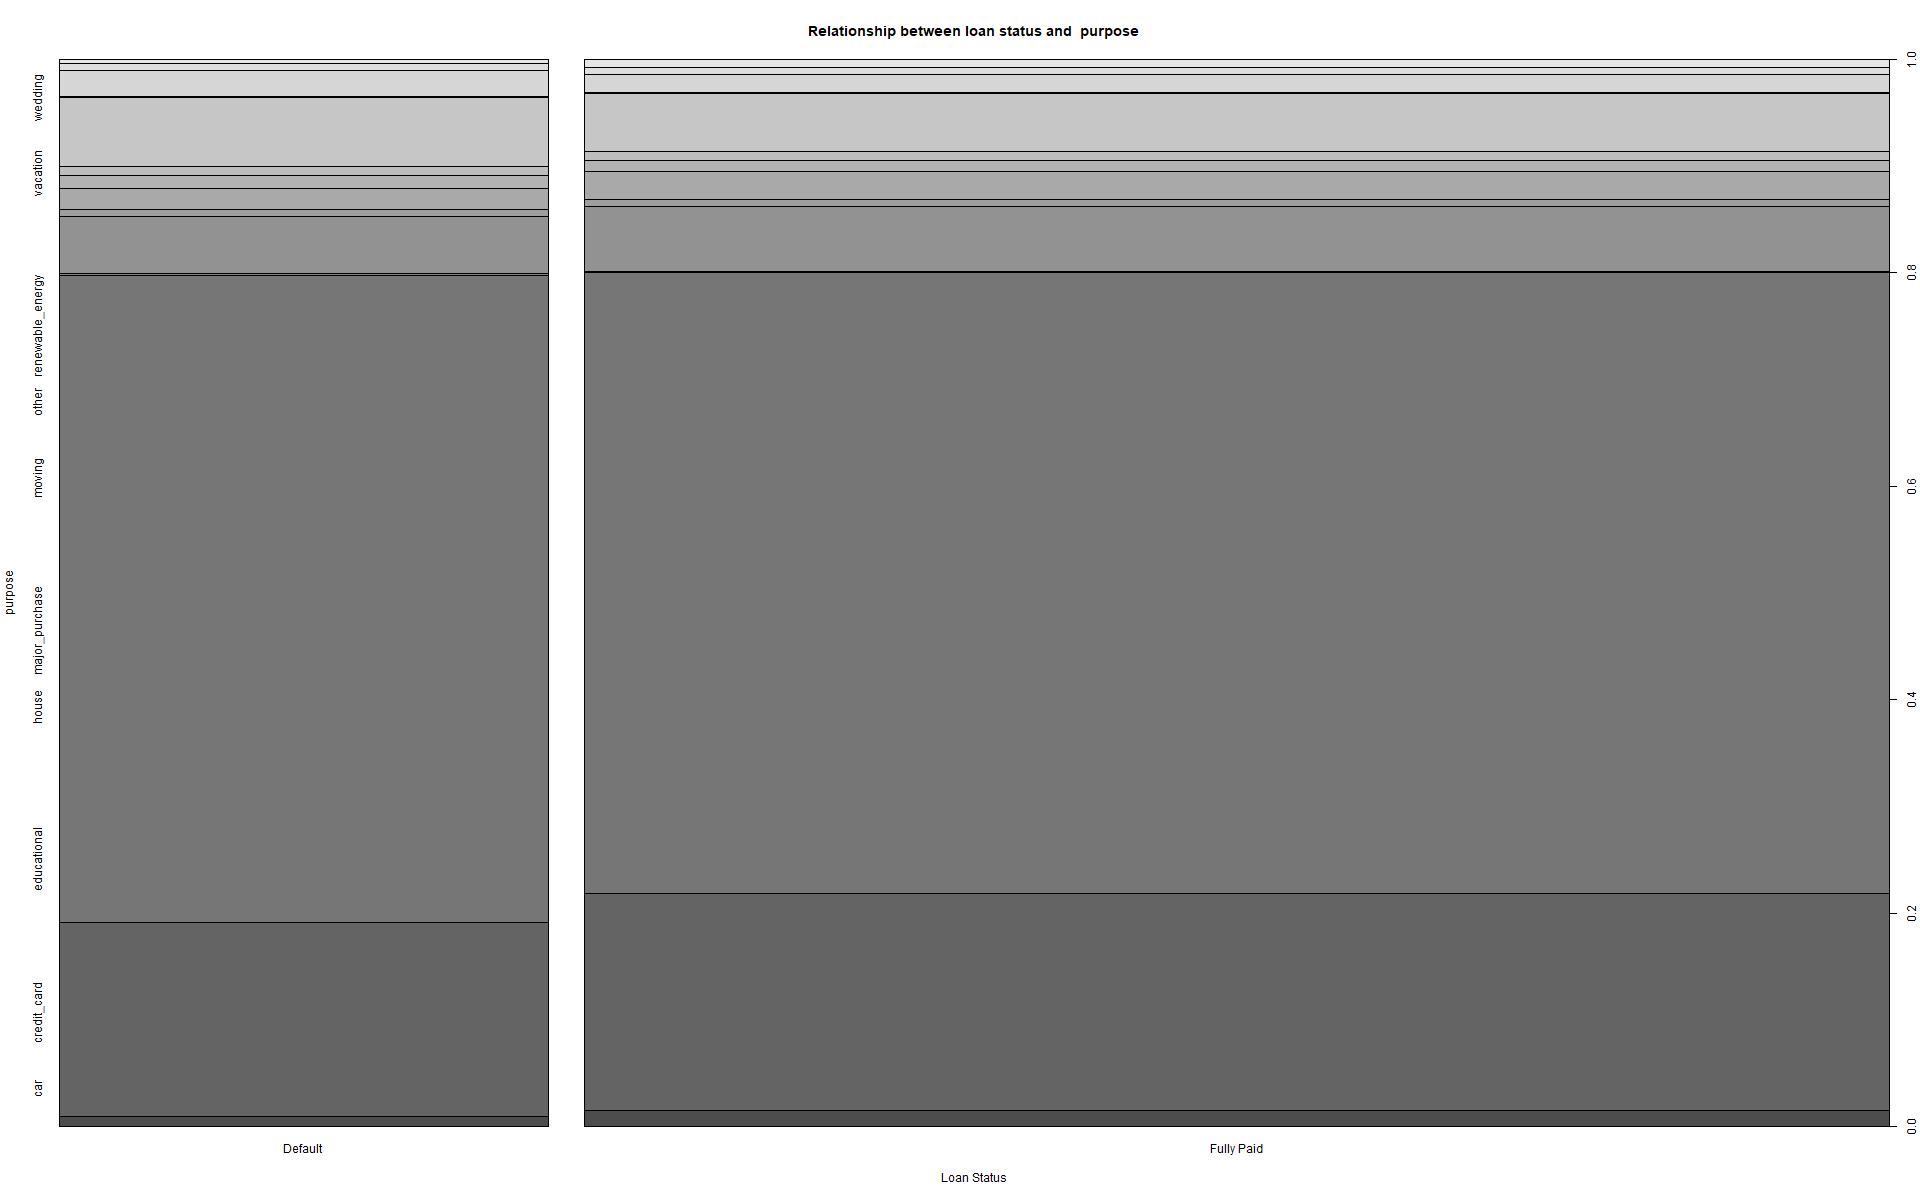 Relationship between loan status and  purpose
wedding
vacation
renewable_energy
other
moving
major_purchase
house
educational
credit_card
car
purpose
1.0
0.8
0.6
0.4
0.2
0.0
Default
Fully Paid
Loan Status